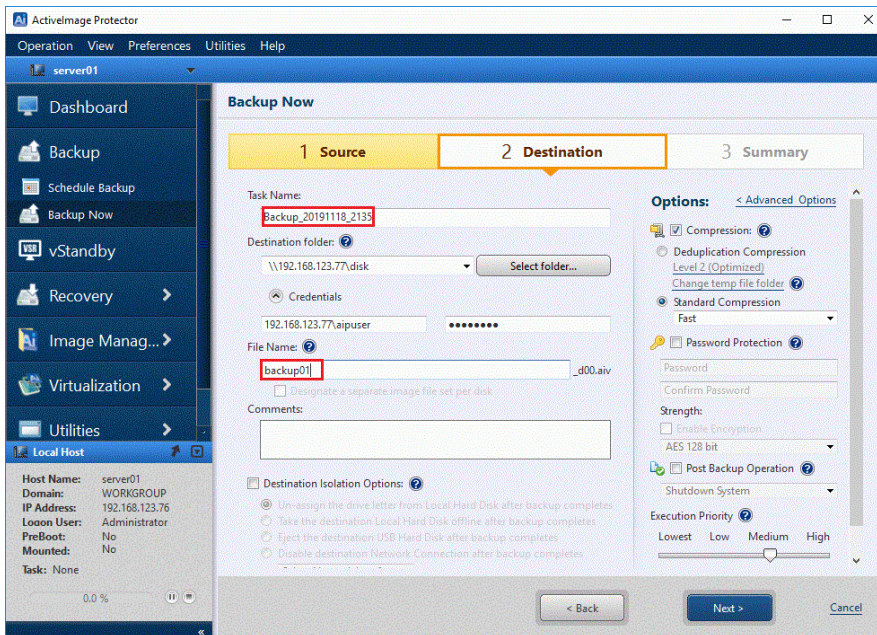 ActiveImage Protector
Operation View Preferences Utilities Help
server01
Dashboard
Backup
Schedule Backup
Backup Now
vStandby
Recovery
Image Manag...
Virtualization
Utilities
Local Host
Host Name: server01
Domain: WORKGROUP
IP Address: 192.168.123.76
Logon User: Administrator
PreBoot: No
Mounted: No
Task: None
0.0 %
Backup Now
1 Source
2 Destination
3 Summary
Task Name:
Backup_20191118_2135
Destination folder:
\\192.168.123.77\disk
Select folder...
Credentials
192.168.123.77\aipuser
●●●●●●●●
File Name:
backup01
_d00.aiv
Designate a separate image file set per disk
Comments:
Destination Isolation Options:
Un-assign the drive letter from Local Hard Disk after backup completes
Take the destination Local Hard Disk offline after backup completes
Eject the destination USB Hard Disk after backup completes
Disable destination Network Connection after backup completes
Options: < Advanced Options
Compression:
Deduplication Compression
Level 2 (Optimized)
Change temp file folder
Standard Compression
Fast
Password Protection
Password
Confirm Password
Strength:
Enable Encryption
AES 128 bit
Post Backup Operation
Shutdown System
Execution Priority
Lowest Low Medium High
< Back
Next >
Cancel